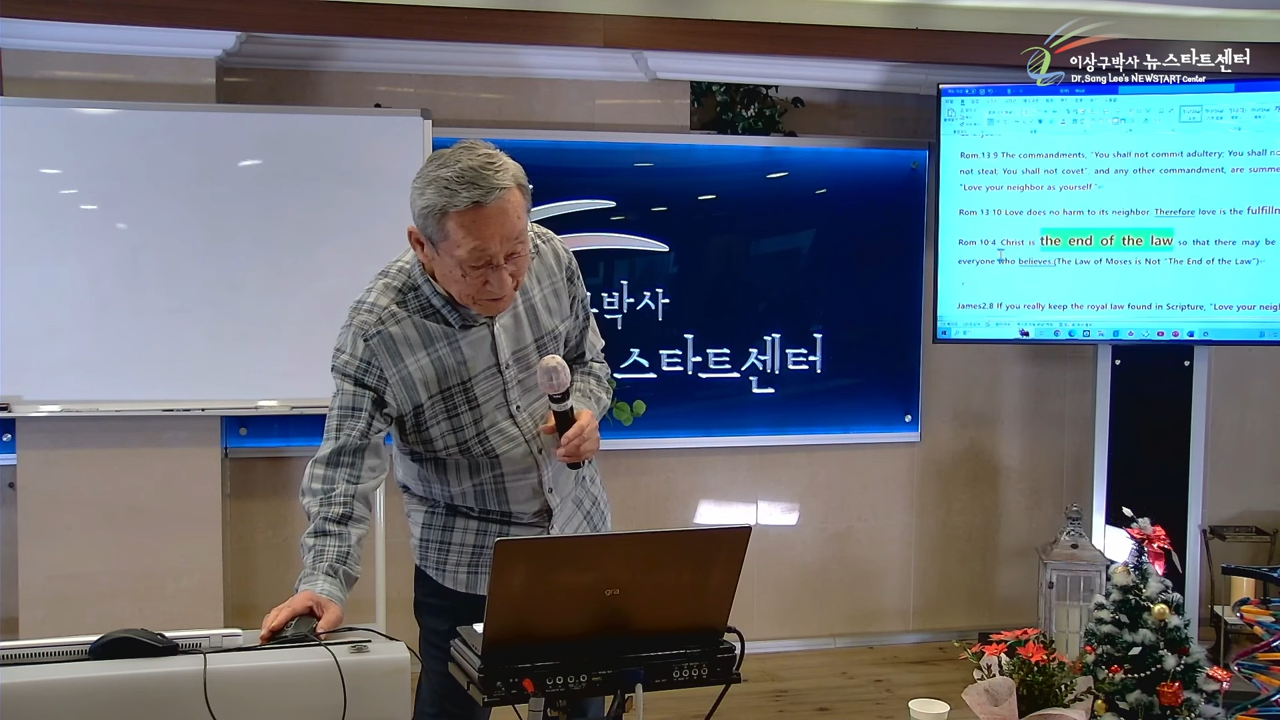 이상구박사 뉴스타트센터
Dr. Sang Lee's NEWSTART Center
Rom.13:9 The commandments, "You shall not commit adultery; You shall no
not steal; You shall not covet", and any other commandment, are summe
"Love your neighbor as yourself."
Rom 13:10 Love does no harm to its neighbor. Therefore love is the fulfillm
Rom 10:4 Christ is the end of the law so that there may be
everyone who believes.(The Law of Moses is Not "The End of the Law")
James2:8 If you really keep the royal law found in Scripture, "Love your neigh
박사
스타트센터
gra